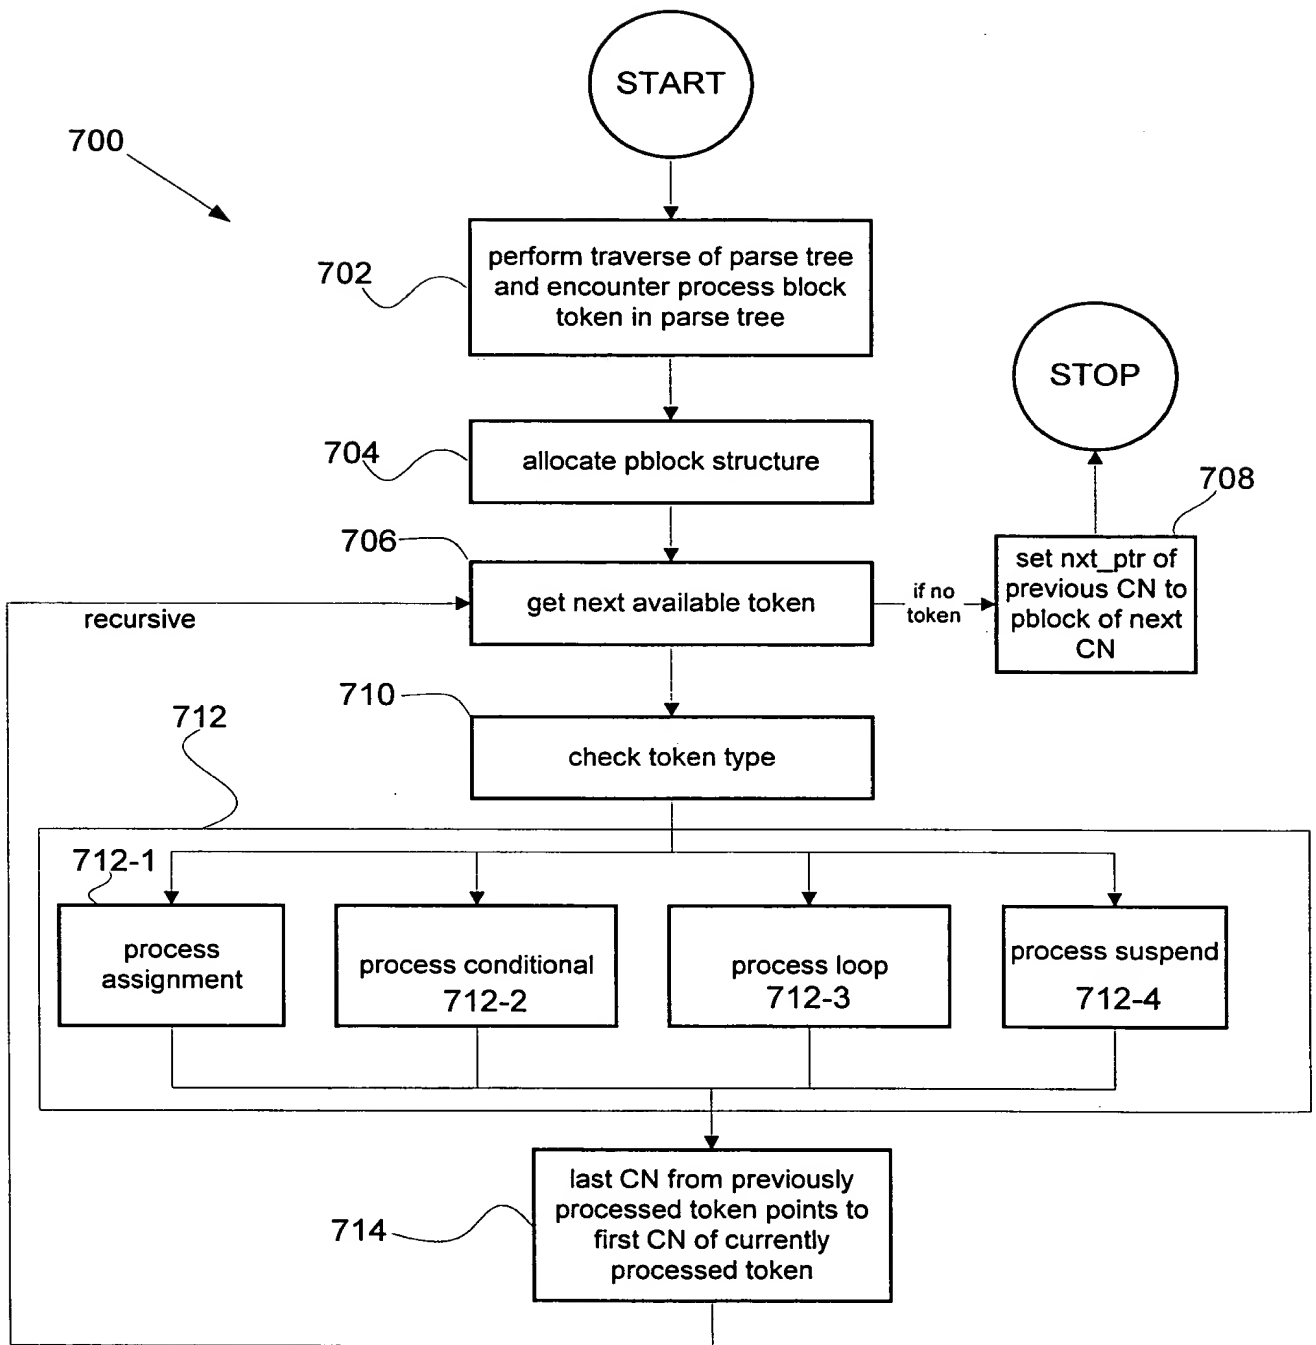 START
700
702
perform traverse of parse tree
and encounter process block
token in parse tree
STOP
704
allocate pblock structure
708
706
get next available token
if no
token
set nxt_ptr of
previous CN to
pblock of next
CN
recursive
710
check token type
712
712-1
process
assignment
process conditional
712-2
process loop
712-3
process suspend
712-4
714
last CN from previously
processed token points to
first CN of currently
processed token